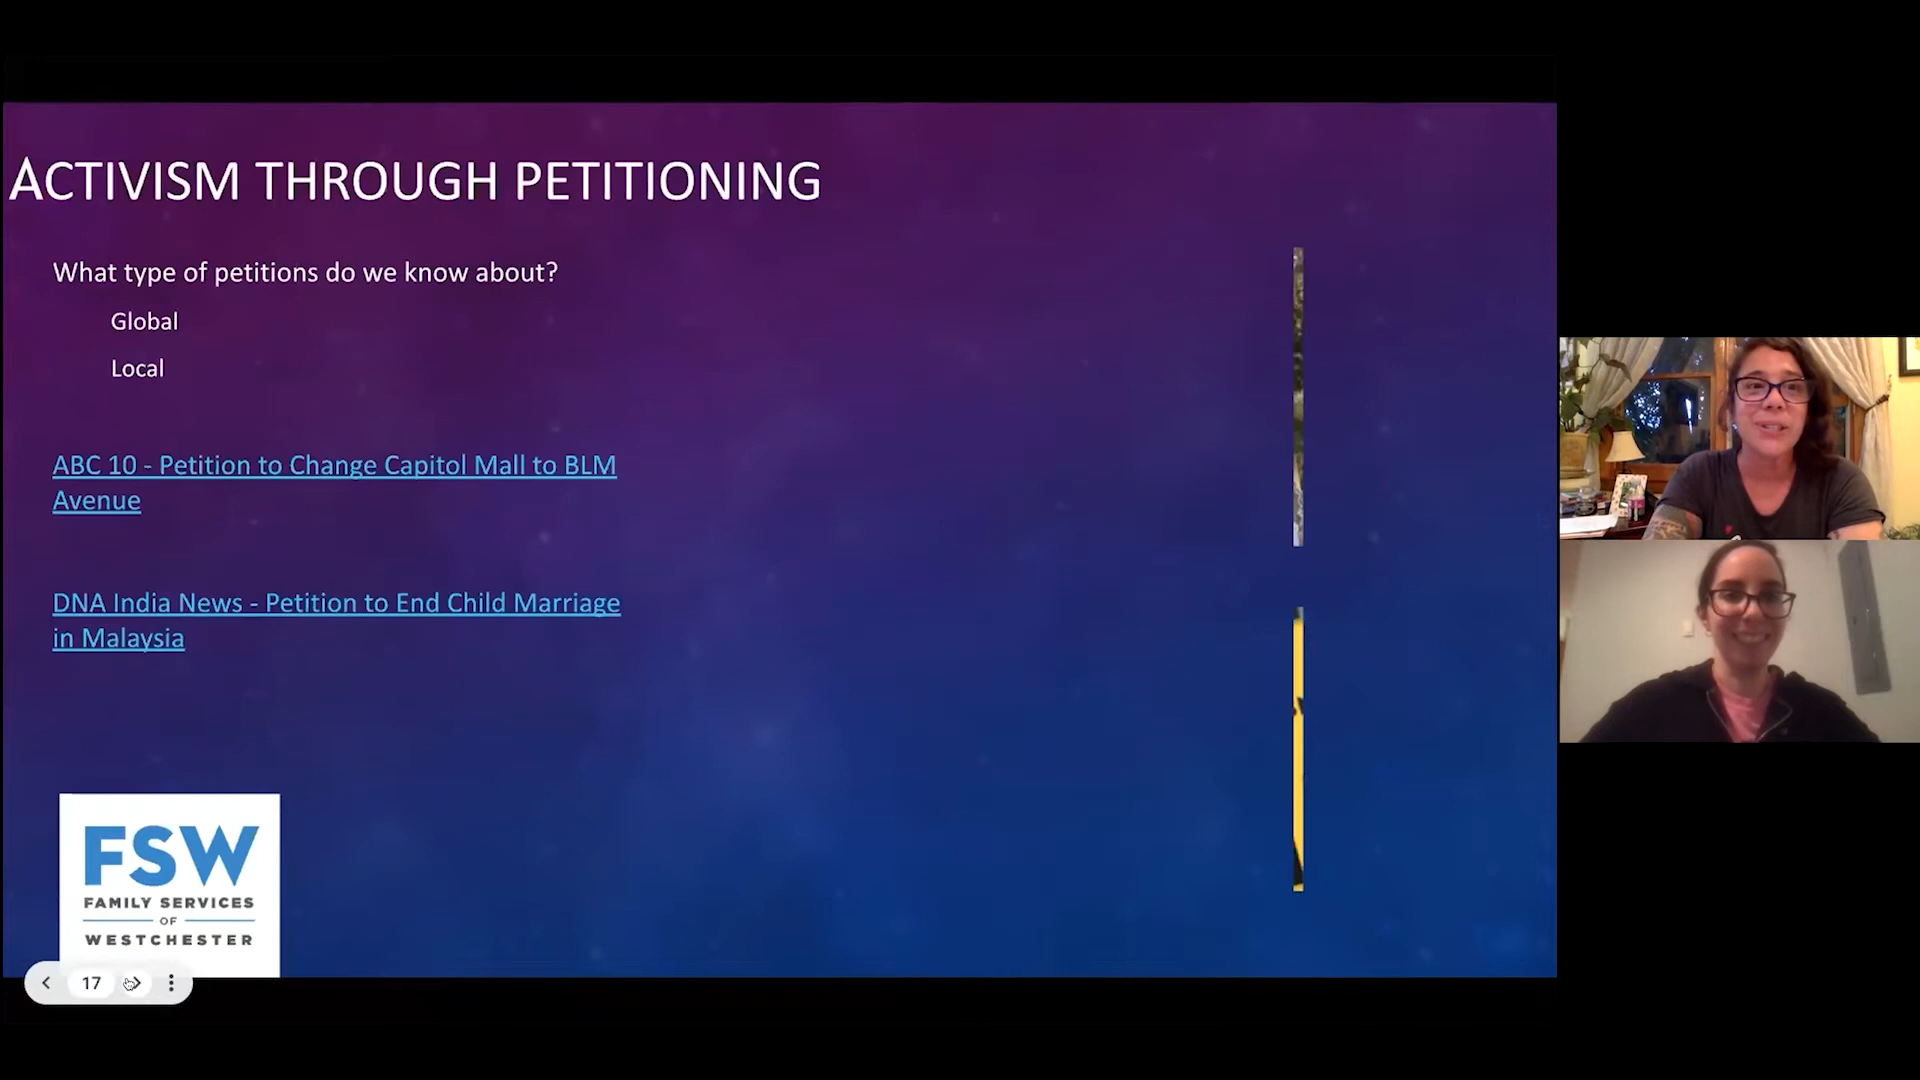 ACTIVISM THROUGH PETITIONING
What type of petitions do we know about?
Global
Local
ABC 10 - Petition to Change Capitol Mall to BLM
Avenue
DNA India News - Petition to End Child Marriage
in Malaysia
FSW
FAMILY SERVICES
OF
WESTCHESTER
17